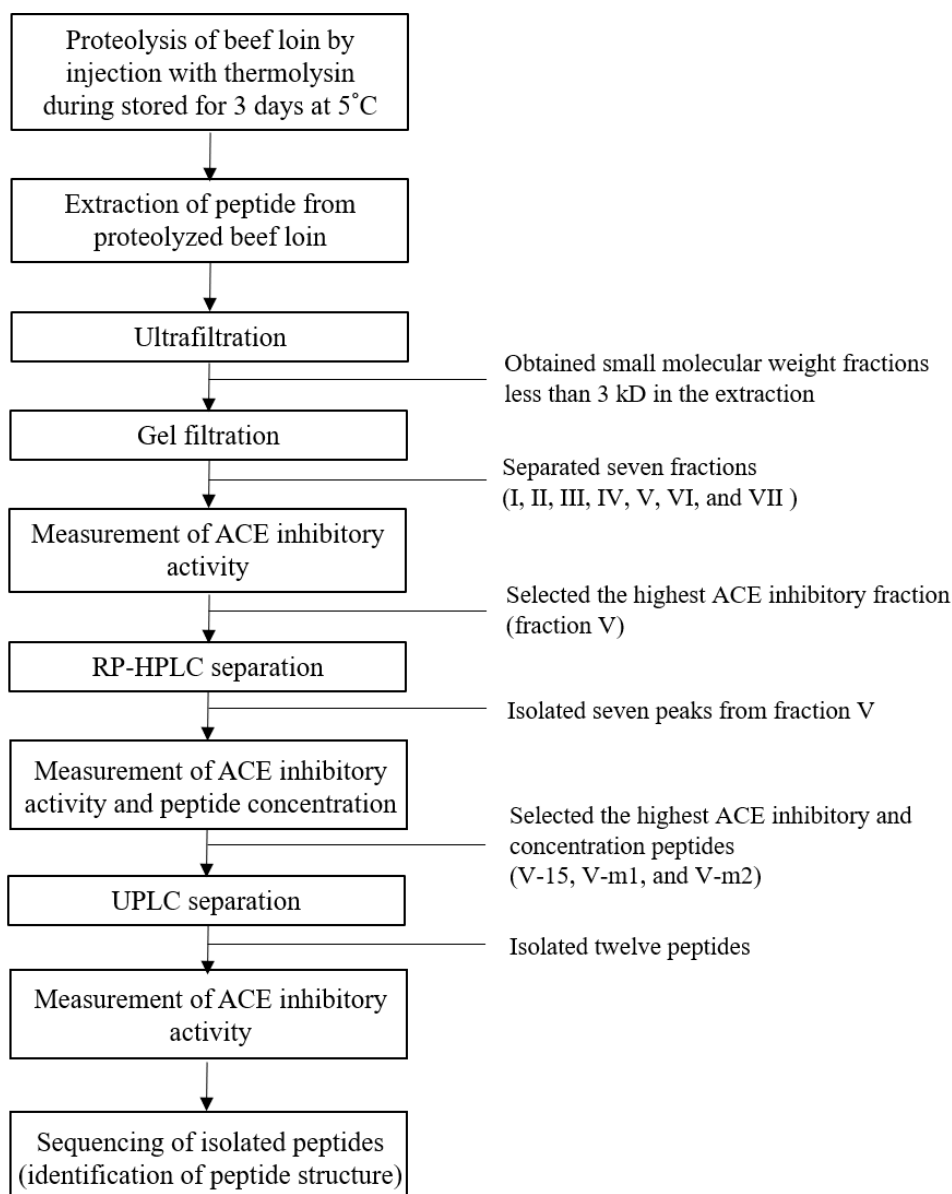 Proteolysis of beef loin by
injection with thermolysin
during stored for 3 days at 5˚C
Extraction of peptide from
proteolyzed beef loin
Ultrafiltration
Obtained small molecular weight fractions
less than 3 kD in the extraction
Gel filtration
Separated seven fractions
(I, II, III, IV, V, VI, and VII )
Measurement of ACE inhibitory
activity
Selected the highest ACE inhibitory fraction
(fraction V)
RP-HPLC separation
Isolated seven peaks from fraction V
Measurement of ACE inhibitory
activity and peptide concentration
Selected the highest ACE inhibitory and
concentration peptides
(V-15, V-m1, and V-m2)
UPLC separation
Isolated twelve peptides
Measurement of ACE inhibitory
activity
Sequencing of isolated peptides
(identification of peptide structure)